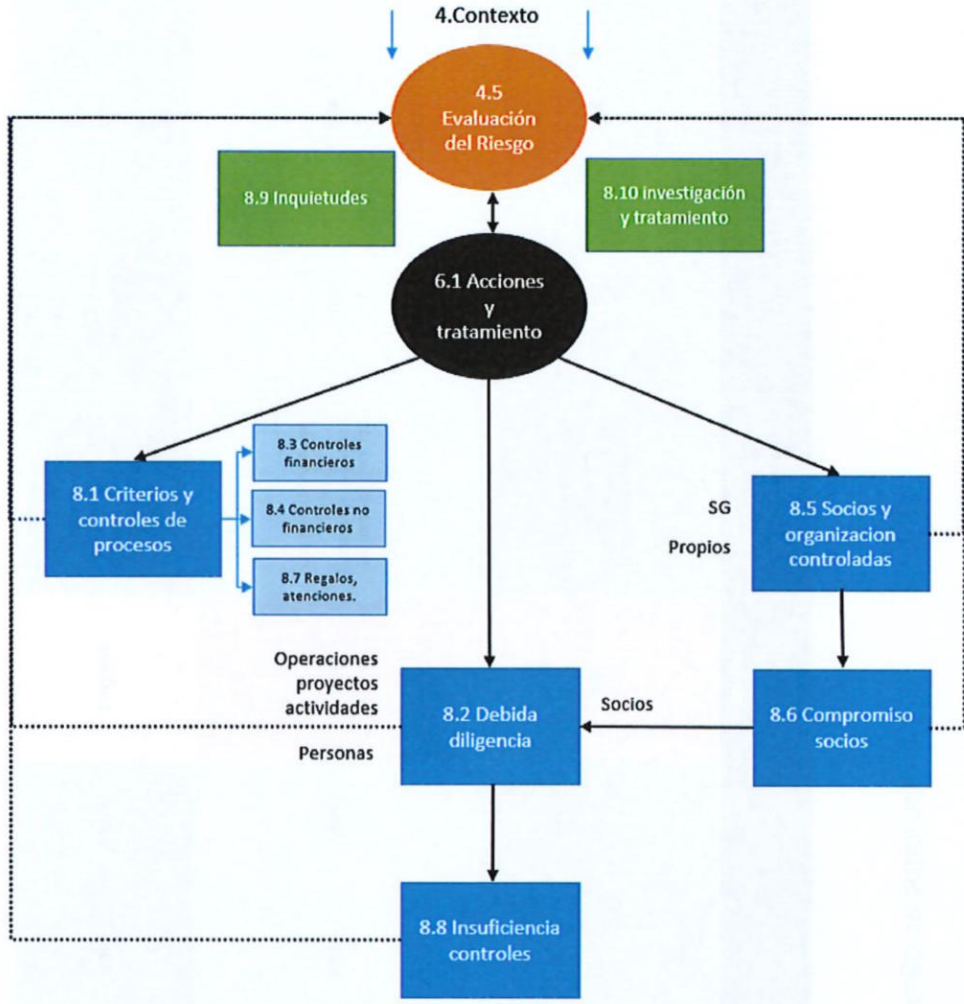 4.Contexto
4.5
Evaluación
del Riesgo
8.9 Inquietudes
8.10 investigación
y tratamiento
6.1 Acciones
y
tratamiento
8.3 Controles
financieros
8.1 Criterios y
controles de
procesos
8.4 Controles no
financieros
8.7 Regalos,
atenciones.
SG
Propios
8.5 Socios y
organizacion
controladas
Operaciones
proyectos
actividades
Personas
8.2 Debida
diligencia
Socios
8.6 Compromiso
socios
8.8 Insuficiencia
controles